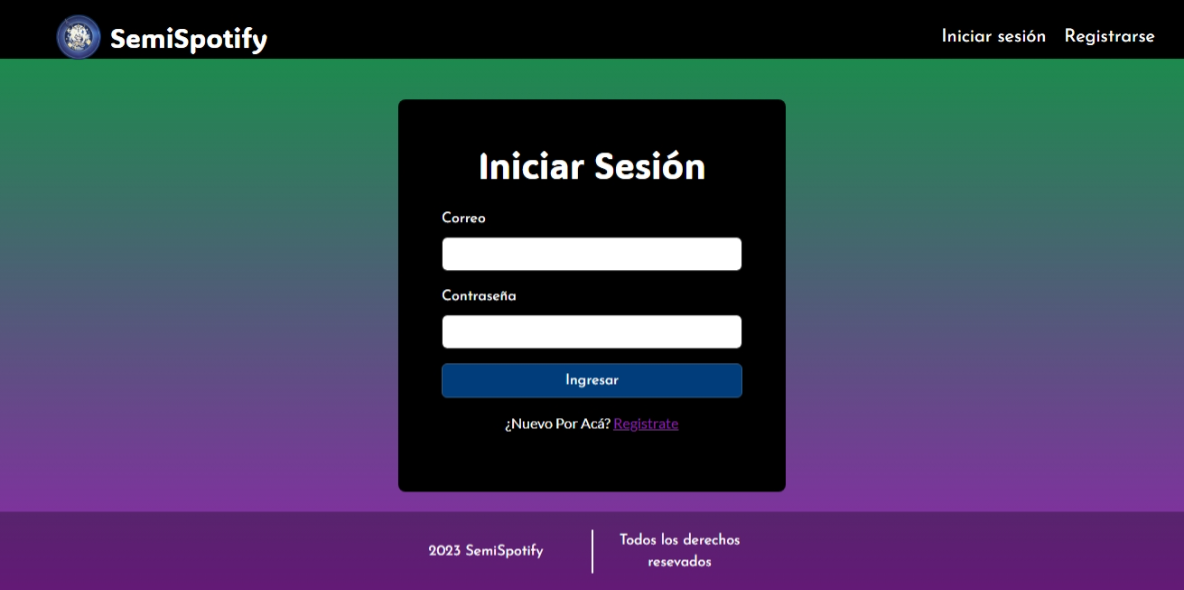 SemiSpotify
Iniciar sesión Registrarse
Iniciar Sesión
Correo
Contraseña
Ingresar
¿Nuevo Por Acá? Registrate
2023 SemiSpotify
Todos los derechos
resevados